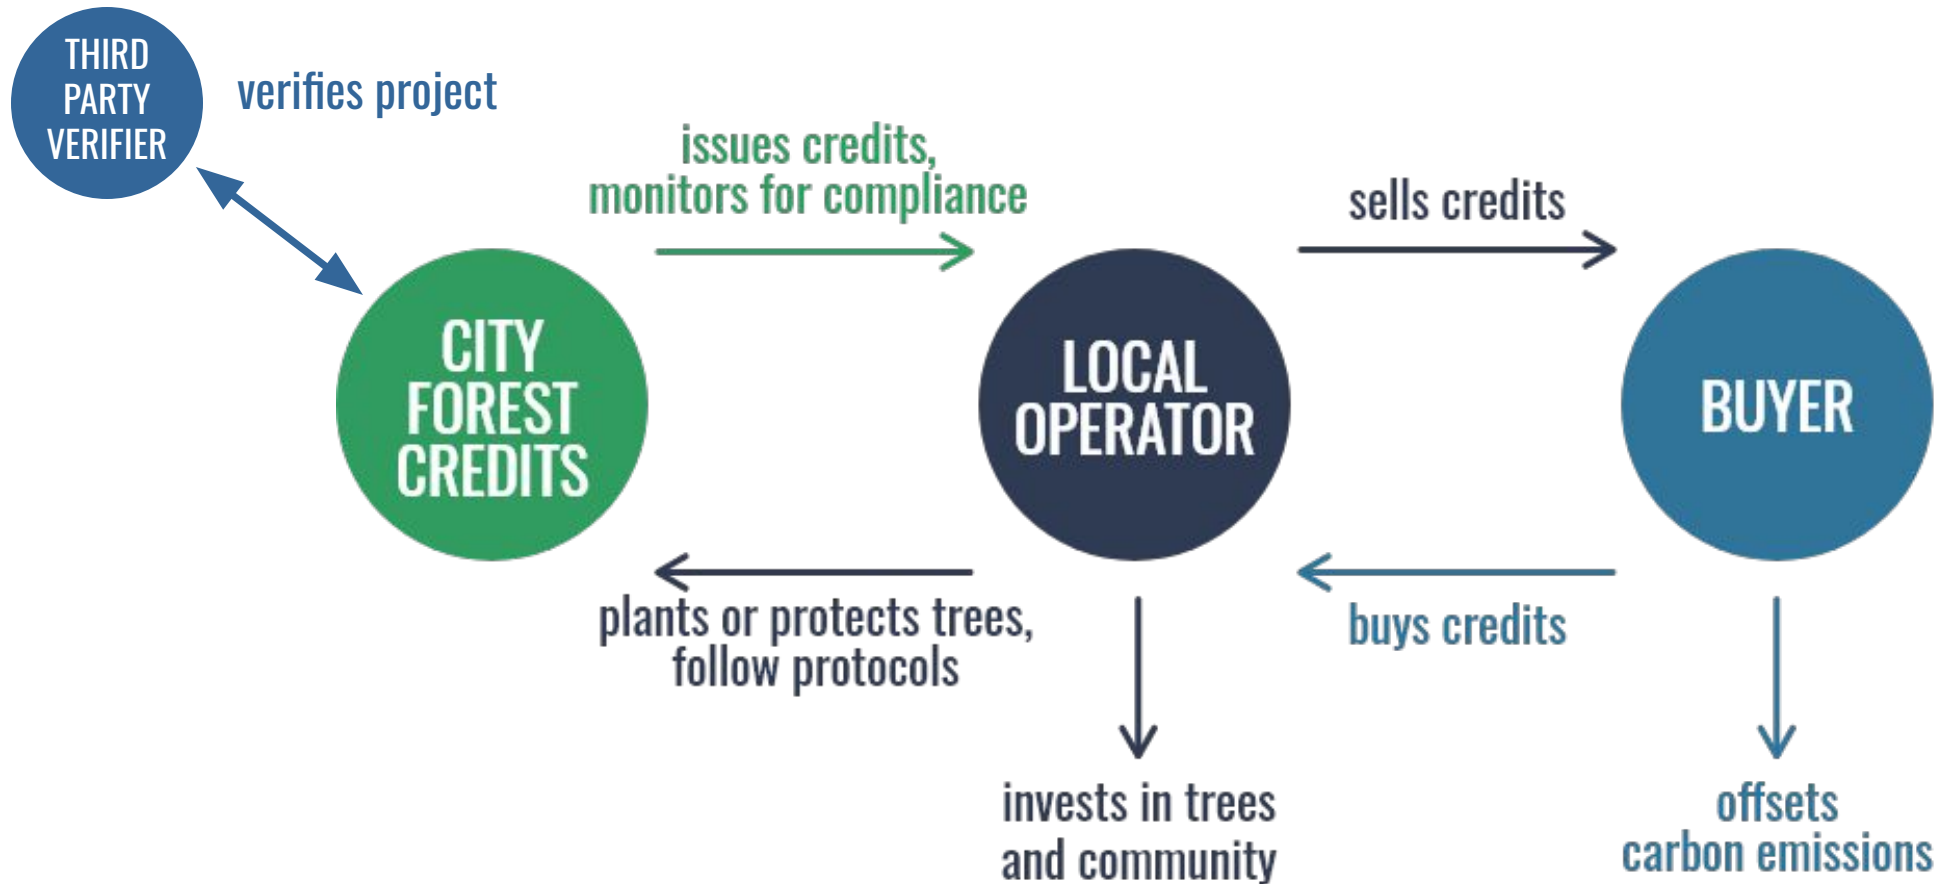 THIRD
PARTY
VERIFIER
verifies project
issues credits,
monitors for compliance
sells credits
CITY
FOREST
CREDITS
LOCAL
OPERATOR
BUYER
plants or protects trees,
follow protocols
buys credits
invests in trees
and community
offsets
carbon emissions